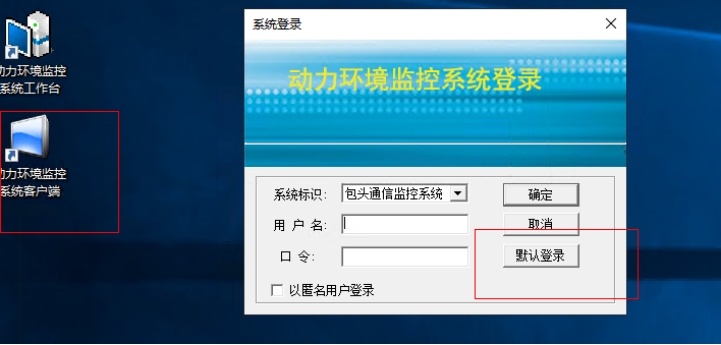 系统登录
动力环境监控系统登录
动力环境监控
系统工作台
动力环境监控
系统客户端
系统标识：
包头通信监控系统
确定
用 户 名：
取消
口 令：
默认登录
以匿名用户登录